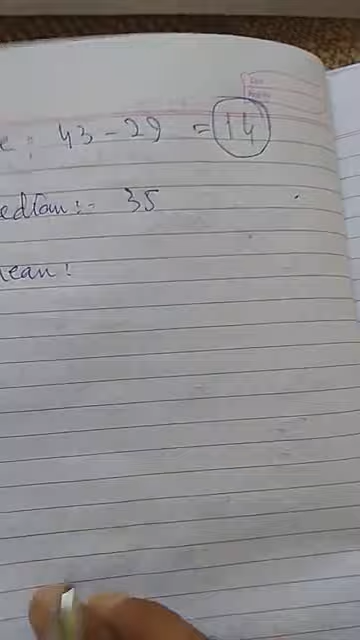 e : 43 - 29 = 14
edian :- 35
ean :